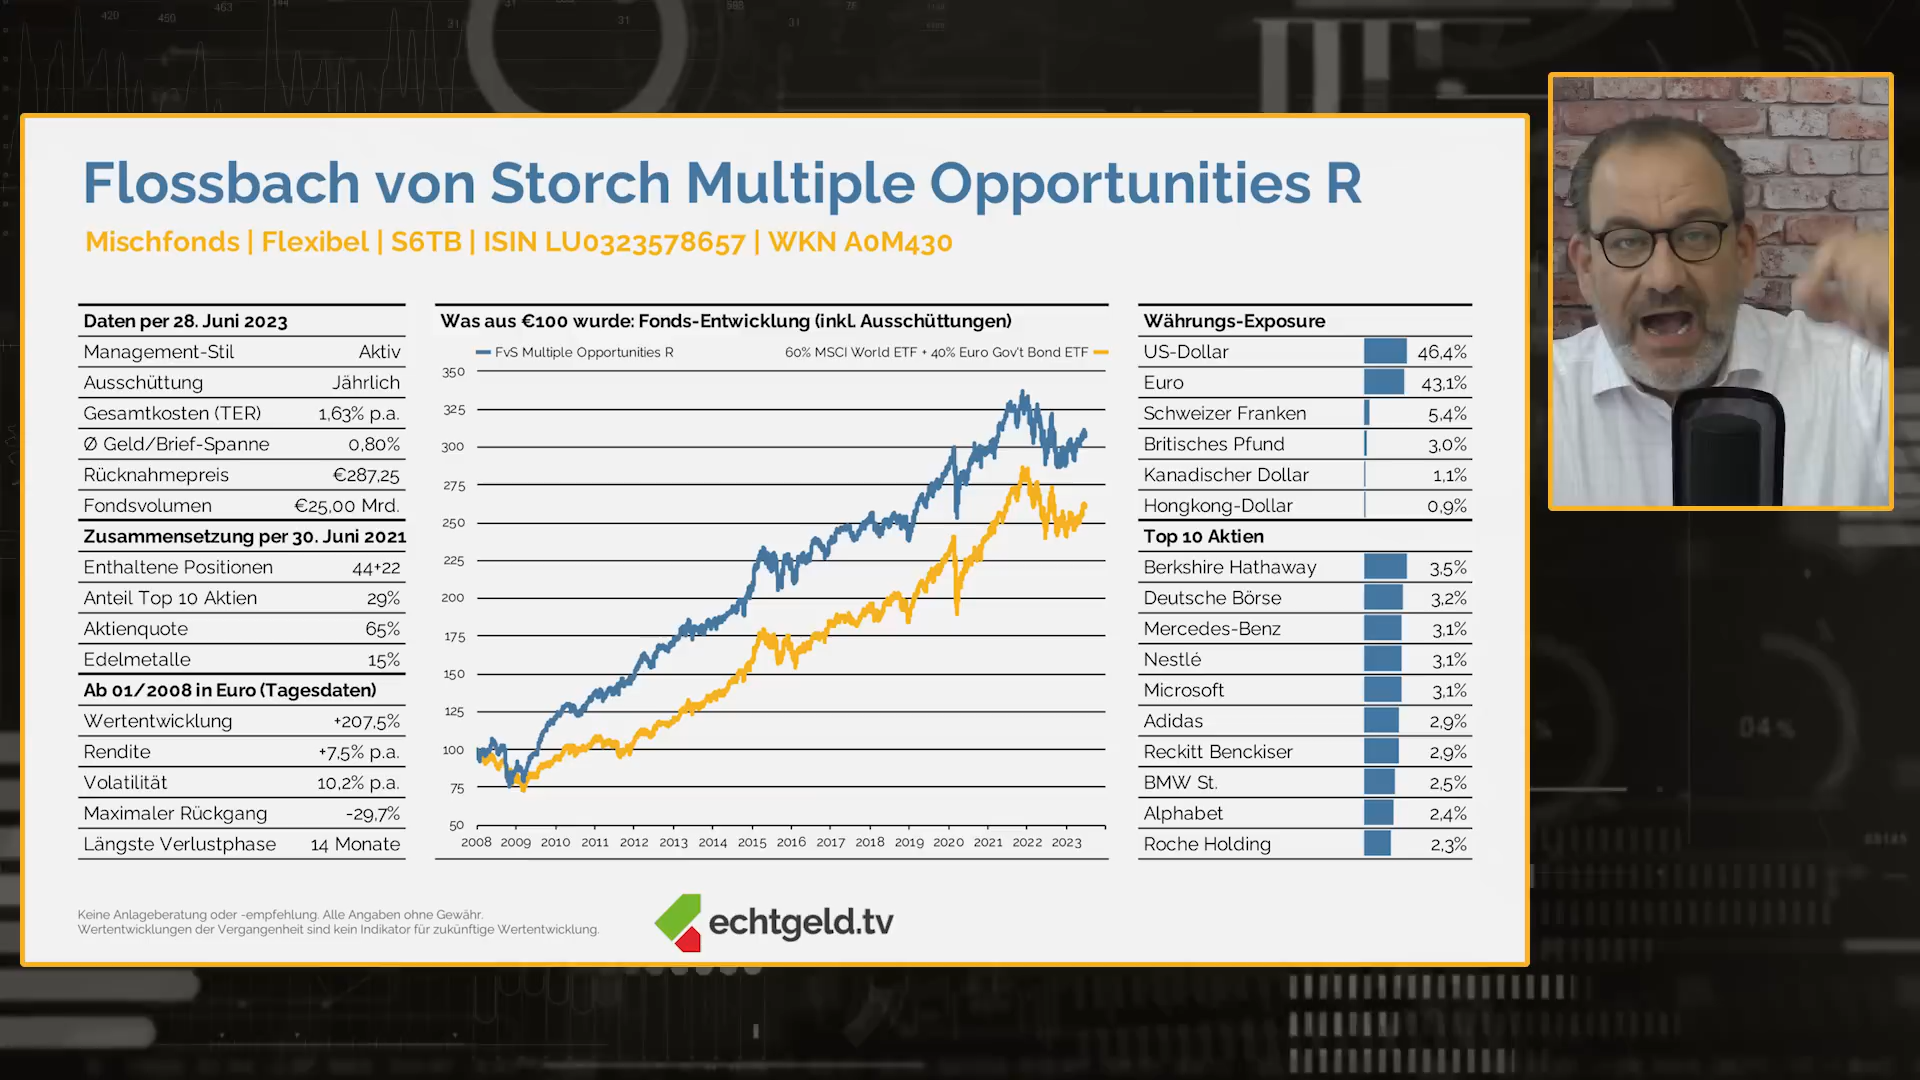 Flossbach von Storch Multiple Opportunities R
Mischfonds | Flexibel | S6TB | ISIN LU0323578657 | WKN A0M430
Daten per 28. Juni 2023
Management-Stil Aktiv
Ausschüttung Jährlich
Gesamtkosten (TER) 1,63% p.a.
Ø Geld/Brief-Spanne 0,80%
Rücknahmepreis €287,25
Fondsvolumen €25,00 Mrd.
Zusammensetzung per 30. Juni 2021
Enthaltene Positionen 44+22
Anteil Top 10 Aktien 29%
Aktienquote 65%
Edelmetalle 15%
Ab 01/2008 in Euro (Tagesdaten)
Wertentwicklung +207,5%
Rendite +7,5% p.a.
Volatilität 10,2% p.a.
Maximaler Rückgang -29,7%
Längste Verlustphase 14 Monate
Was aus €100 wurde: Fonds-Entwicklung (inkl. Ausschüttungen)
FvS Multiple Opportunities R 60% MSCI World ETF + 40% Euro Gov't Bond ETF
350
325
300
275
250
225
200
175
150
125
100
75
50
2008 2009 2010 2011 2012 2013 2014 2015 2016 2017 2018 2019 2020 2021 2022 2023
Währungs-Exposure
US-Dollar 46,4%
Euro 43,1%
Schweizer Franken 5,4%
Britisches Pfund 3,0%
Kanadischer Dollar 1,1%
Hongkong-Dollar 0,9%
Top 10 Aktien
Berkshire Hathaway 3,5%
Deutsche Börse 3,2%
Mercedes-Benz 3,1%
Nestlé 3,1%
Microsoft 3,1%
Adidas 2,9%
Reckitt Benckiser 2,9%
BMW St. 2,5%
Alphabet 2,4%
Roche Holding 2,3%
Keine Anlageberatung oder -empfehlung. Alle Angaben ohne Gewähr.
Wertentwicklungen der Vergangenheit sind kein Indikator für zukünftige Wertentwicklung.
echtgeld.tv
04%